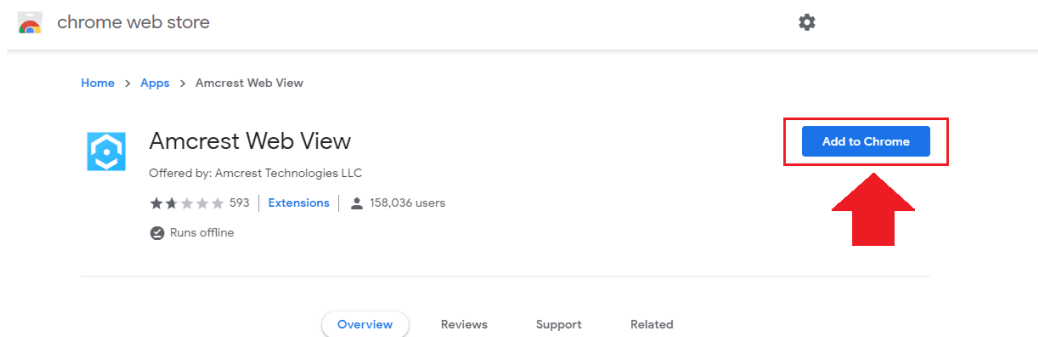 chrome web store
Home > Apps > Amcrest Web View
Amcrest Web View
Add to Chrome
Offered by: Amcrest Technologies LLC
593 | Extensions | 158,036 users
Runs offline
Overview Reviews Support Related